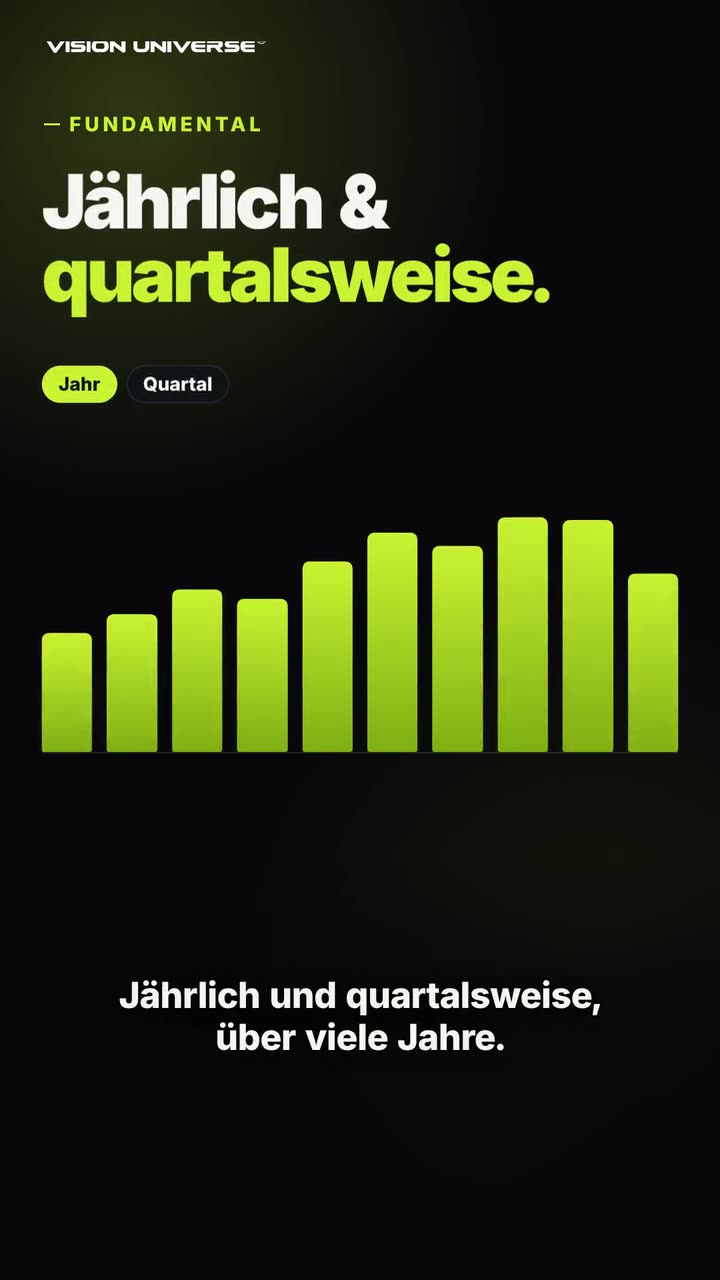 VISION UNIVERSE
— FUNDAMENTAL
Jährlich &
quartalsweise.
Jahr
Quartal
Jährlich und quartalsweise,
über viele Jahre.